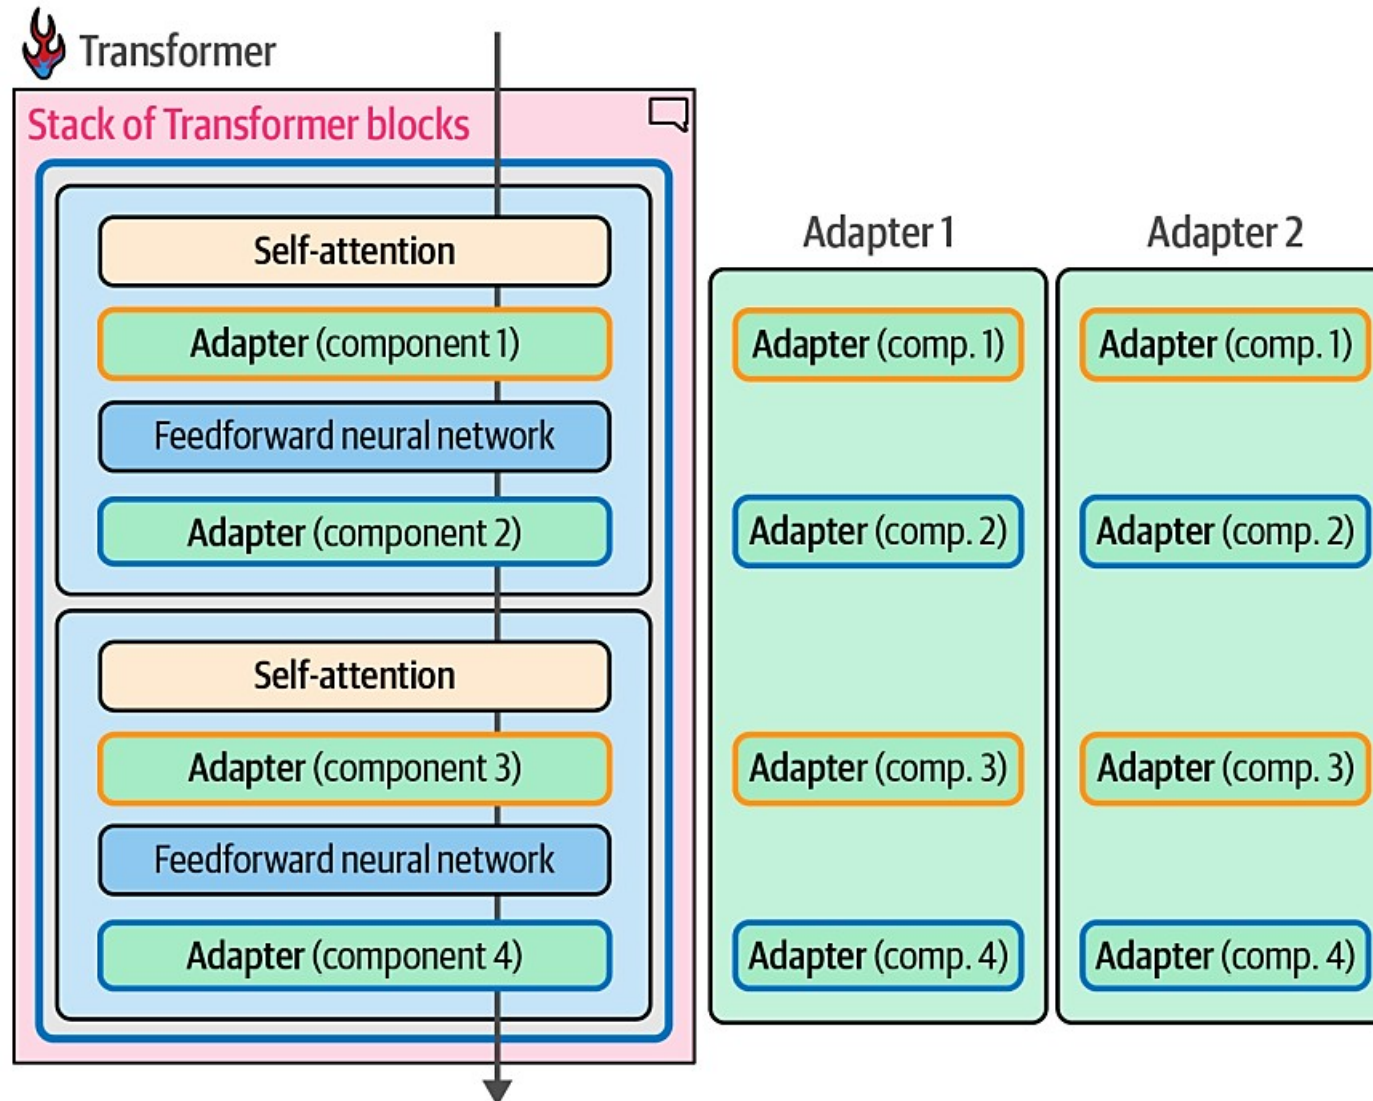 Transformer
Stack of Transformer blocks
Self-attention
Adapter (component 1)
Feedforward neural network
Adapter (component 2)
Self-attention
Adapter (component 3)
Feedforward neural network
Adapter (component 4)
Adapter 1
Adapter (comp. 1)
Adapter (comp. 2)
Adapter (comp. 3)
Adapter (comp. 4)
Adapter 2
Adapter (comp. 1)
Adapter (comp. 2)
Adapter (comp. 3)
Adapter (comp. 4)